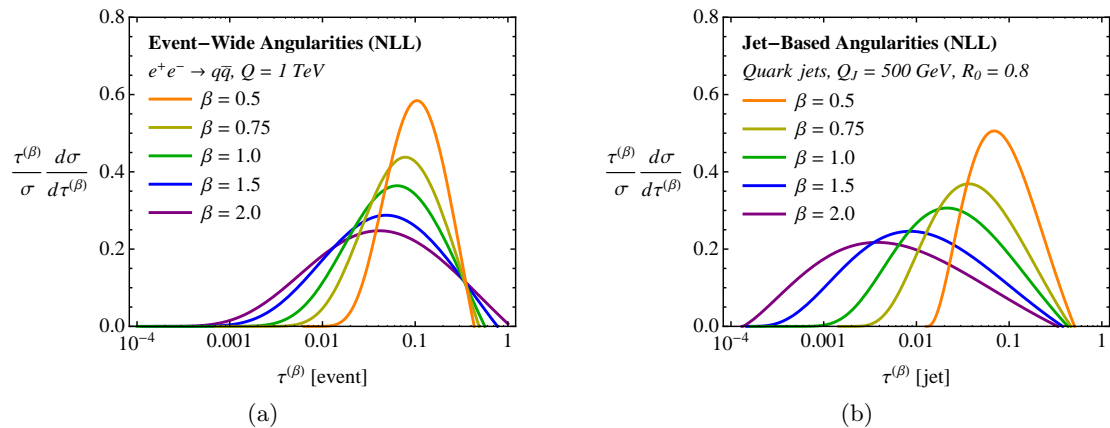 0.8
0.6
0.4
0.2
0.0
10⁻⁴
0.001
0.01
0.1
1
τ^(β) / σ dσ / dτ^(β)
τ^(β) [event]
Event−Wide Angularities (NLL)
e⁺e⁻ → qq̄, Q = 1 TeV
β = 0.5
β = 0.75
β = 1.0
β = 1.5
β = 2.0
(a)
0.8
0.6
0.4
0.2
0.0
10⁻⁴
0.001
0.01
0.1
1
τ^(β) / σ dσ / dτ^(β)
τ^(β) [jet]
Jet−Based Angularities (NLL)
Quark jets, Q_J = 500 GeV, R_0 = 0.8
β = 0.5
β = 0.75
β = 1.0
β = 1.5
β = 2.0
(b)